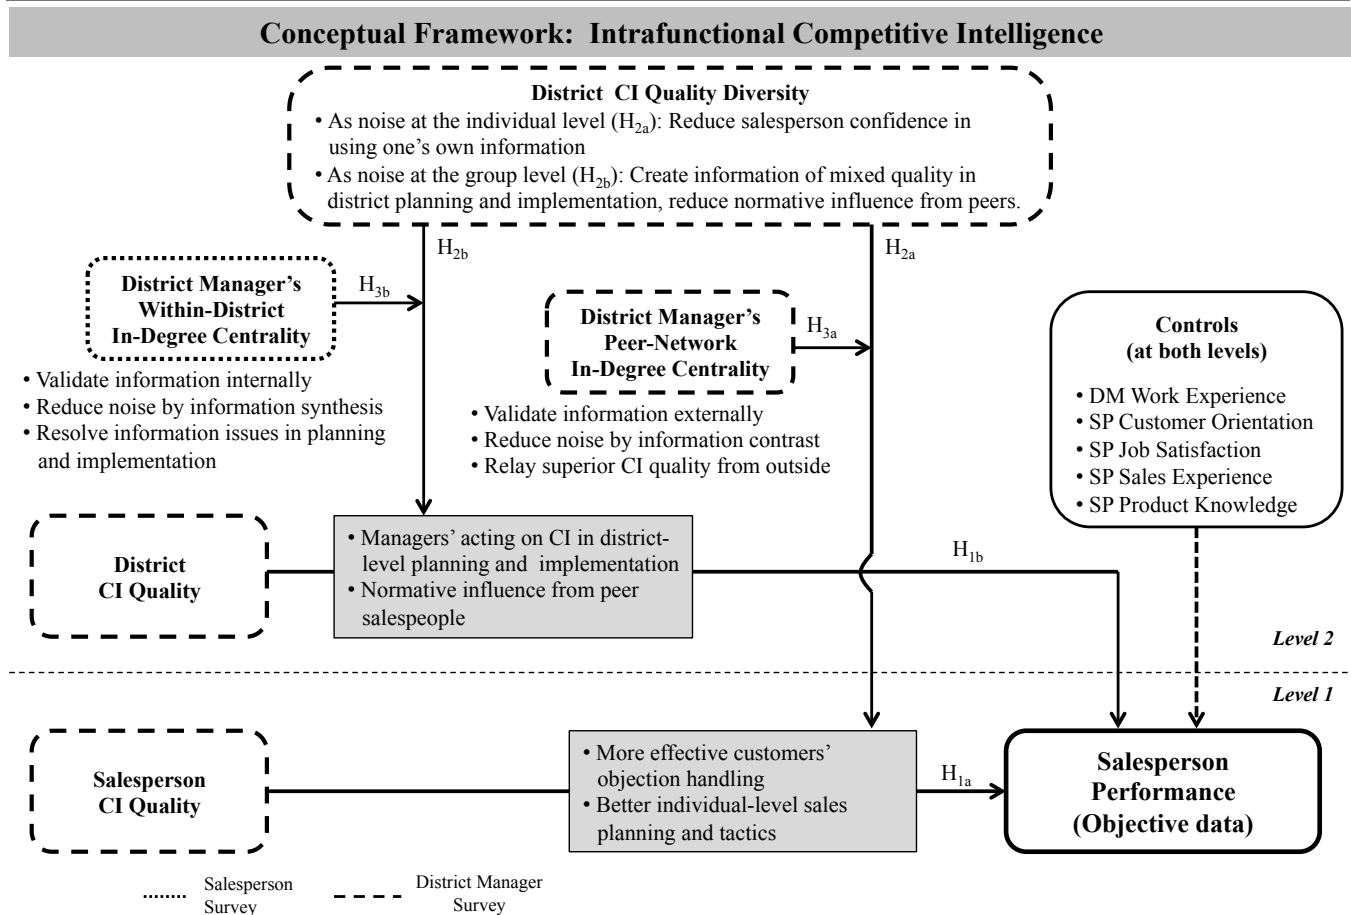 Conceptual Framework:  Intrafunctional Competitive Intelligence
District  CI Quality Diversity
• As noise at the individual level (H2a): Reduce salesperson confidence in
using one's own information
• As noise at the group level (H2b): Create information of mixed quality in
district planning and implementation, reduce normative influence from peers.
H2b
H2a
District Manager's
Within-District
In-Degree Centrality
H3b
• Validate information internally
• Reduce noise by information synthesis
• Resolve information issues in planning
and implementation
District Manager's
Peer-Network
In-Degree Centrality
H3a
• Validate information externally
• Reduce noise by information contrast
• Relay superior CI quality from outside
Controls
(at both levels)
• DM Work Experience
• SP Customer Orientation
• SP Job Satisfaction
• SP Sales Experience
• SP Product Knowledge
District
CI Quality
• Managers' acting on CI in district-
level planning and  implementation
• Normative influence from peer
salespeople
H1b
Level 2
Level 1
Salesperson
CI Quality
• More effective customers'
objection handling
• Better individual-level sales
planning and tactics
H1a
Salesperson
Performance
(Objective data)
Salesperson
Survey
District Manager
Survey